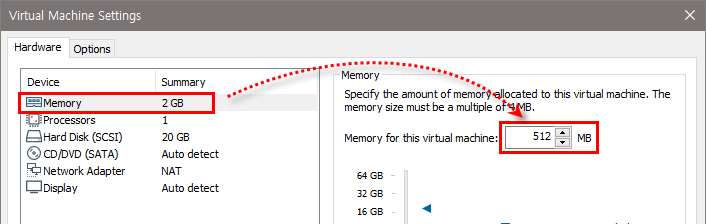 Virtual Machine Settings
Hardware Options
Device Summary
Memory 2 GB
Processors 1
Hard Disk (SCSI) 20 GB
CD/DVD (SATA) Auto detect
Network Adapter NAT
Display Auto detect
Memory
Specify the amount of memory allocated to this virtual machine. The
memory size must be a multiple of 4 MB.
Memory for this virtual machine: 512 MB
64 GB
32 GB
16 GB